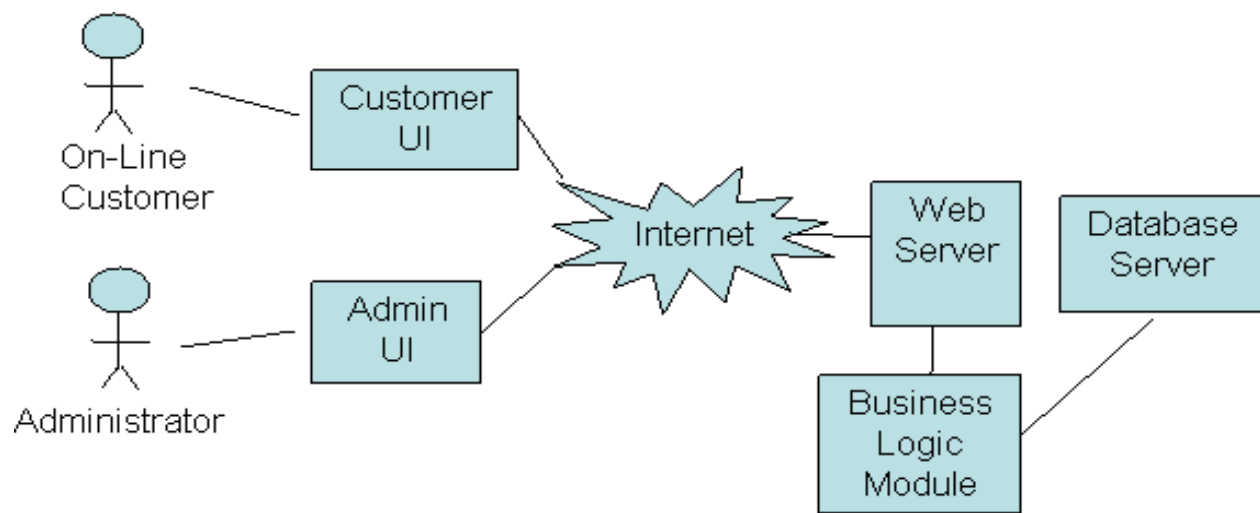 Customer
UI
On-Line
Customer
Internet
Web
Server
Database
Server
Admin
UI
Administrator
Business
Logic
Module